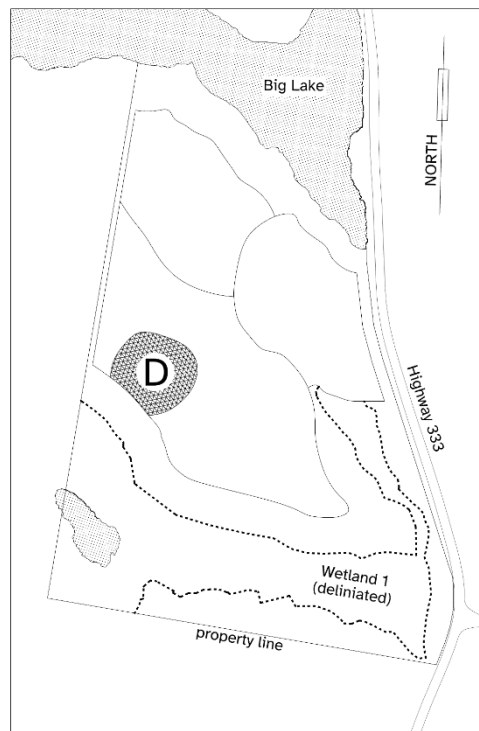 Big Lake
NORTH
D
Highway 333
Wetland 1
(deliniated)
property line